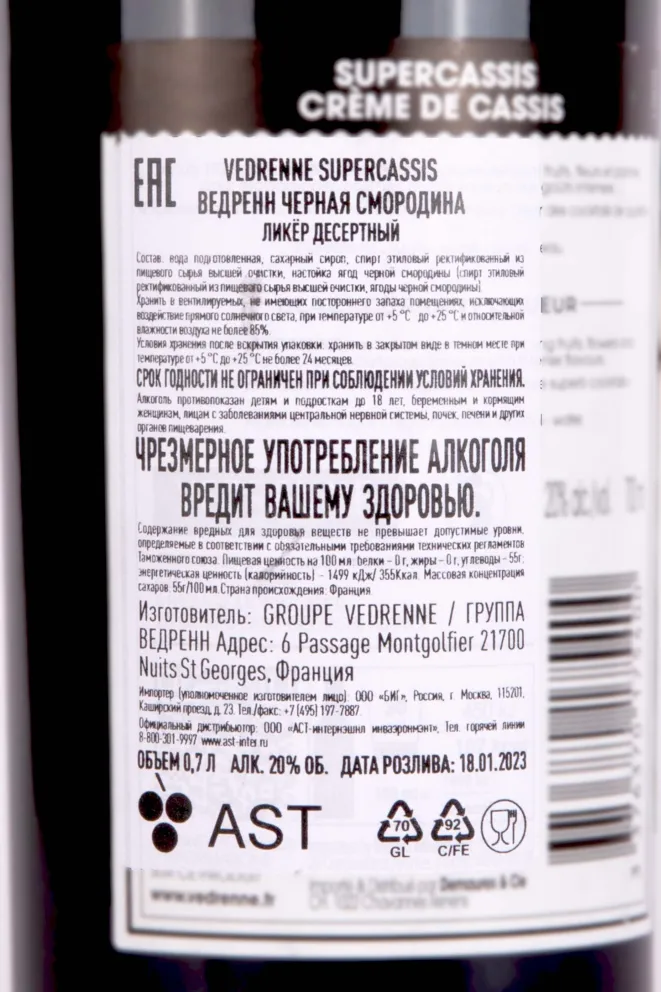 SUPERCASSIS
CRÈME DE CASSIS
EAC
VEDRENNE SUPERCASSIS
ВЕДРЕНН ЧЕРНАЯ СМОРОДИНА
ЛИКЁР ДЕСЕРТНЫЙ
Состав: вода подготовленная, сахарный сироп, спирт этиловый ректификованный из
пищевого сырья высшей очистки, настойка ягод черной смородины (спирт этиловый
ректификованный из пищевого сырья высшей очистки, ягоды черной смородины)
Хранить в вентилируемых, не имеющих постороннего запаха помещениях, исключающих
воздействие прямого солнечного света, при температуре от +5 °C до +25 °C и относительной
влажности воздуха не более 85%.
Условия хранения после вскрытия упаковки: хранить в закрытом виде в темном месте при
температуре от +5 °C до +25 °C не более 24 месяцев.
СРОК ГОДНОСТИ НЕ ОГРАНИЧЕН ПРИ СОБЛЮДЕНИИ УСЛОВИЙ ХРАНЕНИЯ.
Алкоголь противопоказан детям и подросткам до 18 лет, беременным и кормящим
женщинам, лицам с заболеваниями центральной нервной системы, почек, печени и других
органов пищеварения.
ЧРЕЗМЕРНОЕ УПОТРЕБЛЕНИЕ АЛКОГОЛЯ
ВРЕДИТ ВАШЕМУ ЗДОРОВЬЮ.
Содержание вредных для здоровья веществ не превышает допустимые уровни,
определяемые в соответствии с обязательными требованиями технических регламентов
Таможенного союза. Пищевая ценность на 100 мл: белки – 0 г, жиры – 0 г, углеводы – 55г;
энергетическая ценность (калорийность) – 1499 кДж/ 355Ккал. Массовая концентрация
сахаров: 55г/100 мл.Страна происхождения: Франция
Изготовитель: GROUPE VEDRENNE / ГРУППА
ВЕДРЕНН Адрес: 6 Passage Montgolfier 21700
Nuits St Georges, Франция
Импортер (уполномоченное изготовителем лицо): ООО «БИГ», Россия, г. Москва, 115201,
Каширский проезд, д. 23. Тел./факс: +7 (495) 197-7887.
Официальный дистрибьютор: ООО «АСТ-интернэшнл инваэронмэнт», Тел. горячей линии
8-800-301-9997 www.ast-inter.ru
ОБЪЕМ 0,7 Л АЛК. 20% ОБ. ДАТА РОЗЛИВА: 18.01.2023
AST
70
GL
92
C/FE
www.vedrenne.fr
Importé & Distribué par Demaurex & Cie